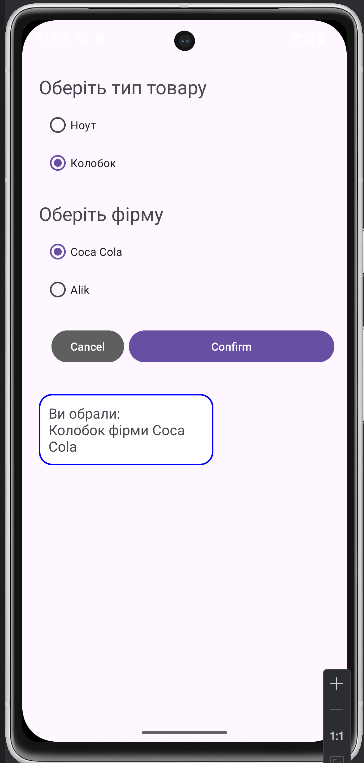 Оберіть тип товару
Ноут
Колобок
Оберіть фірму
Coca Cola
Alik
Cancel
Confirm
Ви обрали:
Колобок фірми Coca
Cola
1:1